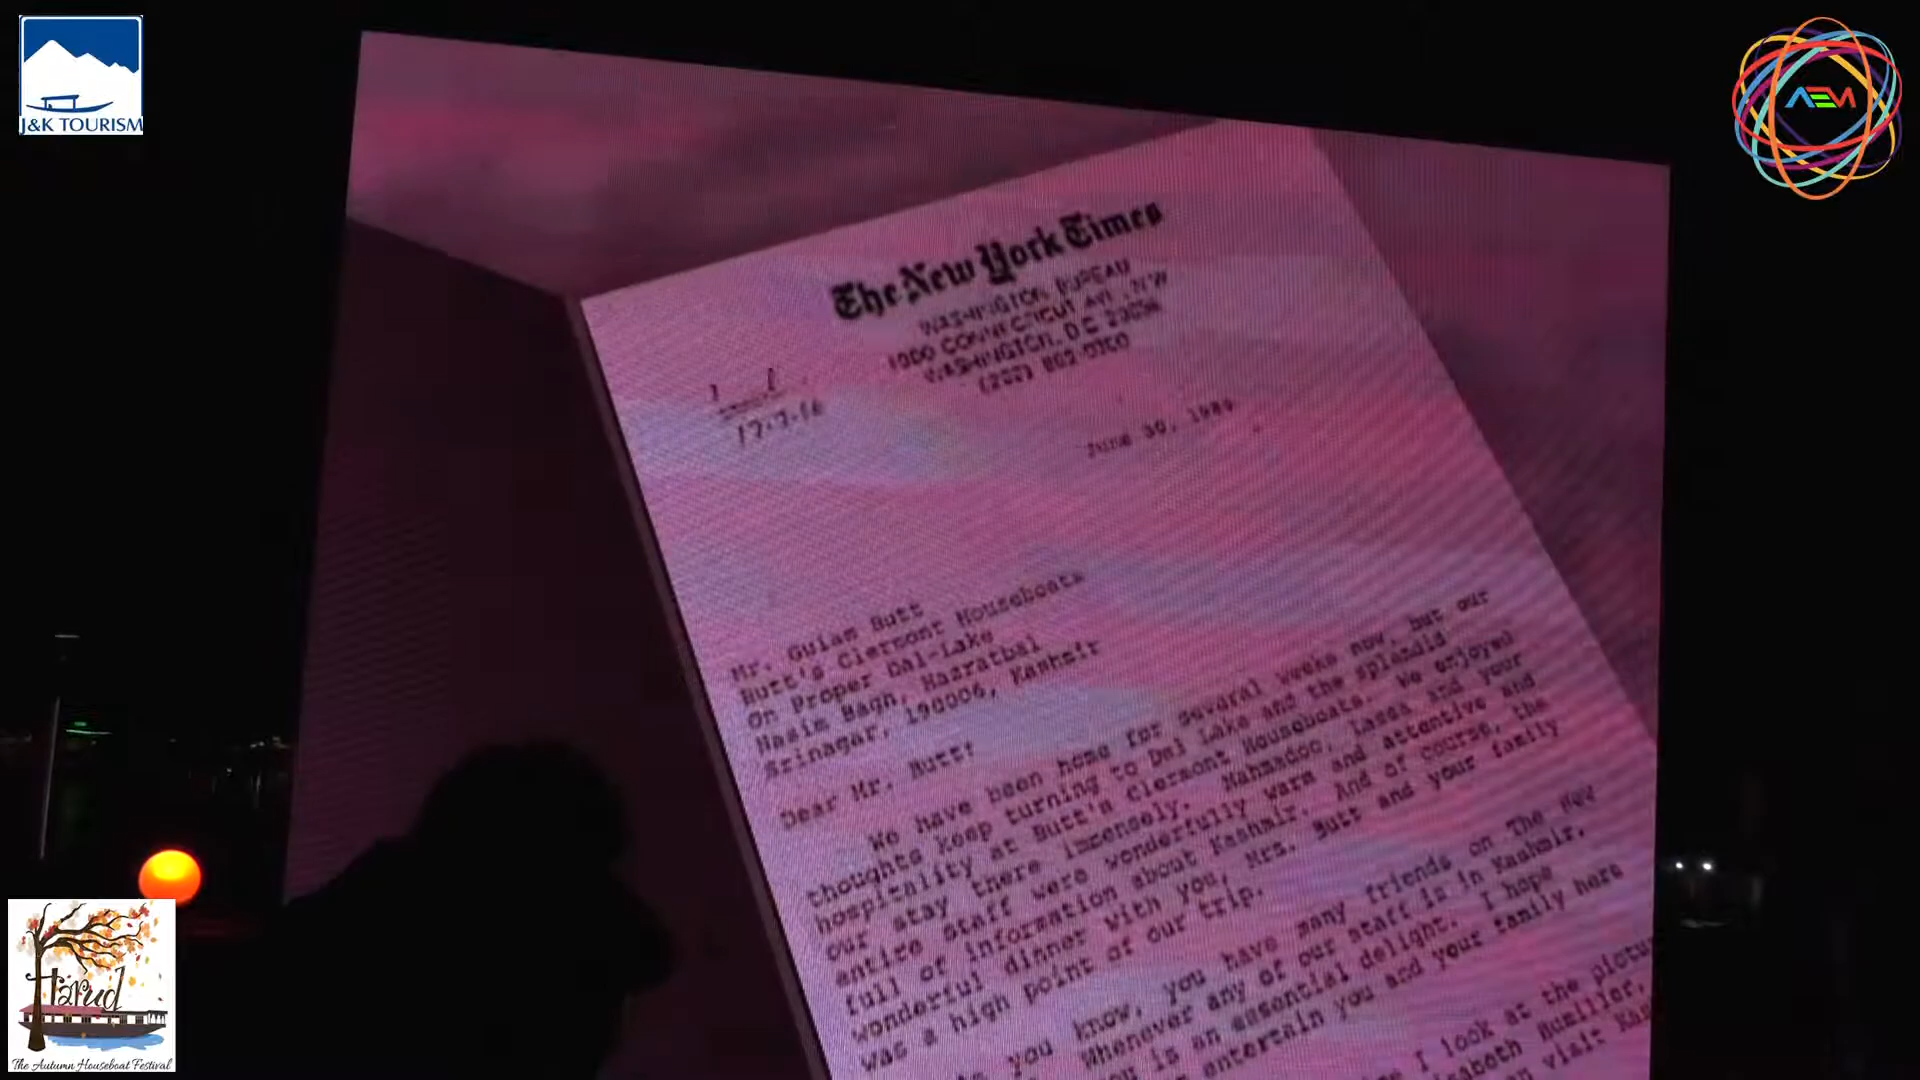 J&K TOURISM
AEM
The New York Times
WASHINGTON BUREAU
1000 CONNECTICUT AVE., N W
WASHINGTON, D C 20036
(202) 862-0300
17-7-86
June 30, 1986
Mr. Gulam Butt
Butt's Clermont Houseboats
On Proper Dal-Lake
Nasim Bagh, Hazratbal
Srinagar, 190006, Kashmir
Dear Mr. Butt:
We have been home for several weeks now, but our
thoughts keep turning to Dal Lake and the splendid
hospitality at Butt's Clermont Houseboats. We enjoyed
our stay there immensely. Mahmadoo, Lassa and your
entire staff were wonderfully warm and attentive and
full of information about Kashmir. And of course, the
wonderful dinner with you, Mrs. Butt and your family
was a high point of our trip.
you know, you have many friends on The New
Whenever any of our staff is in Kashmir,
is an essential delight. I hope
entertain you and your family here
I look at the
visit
Harud
The Autumn Houseboat Festival